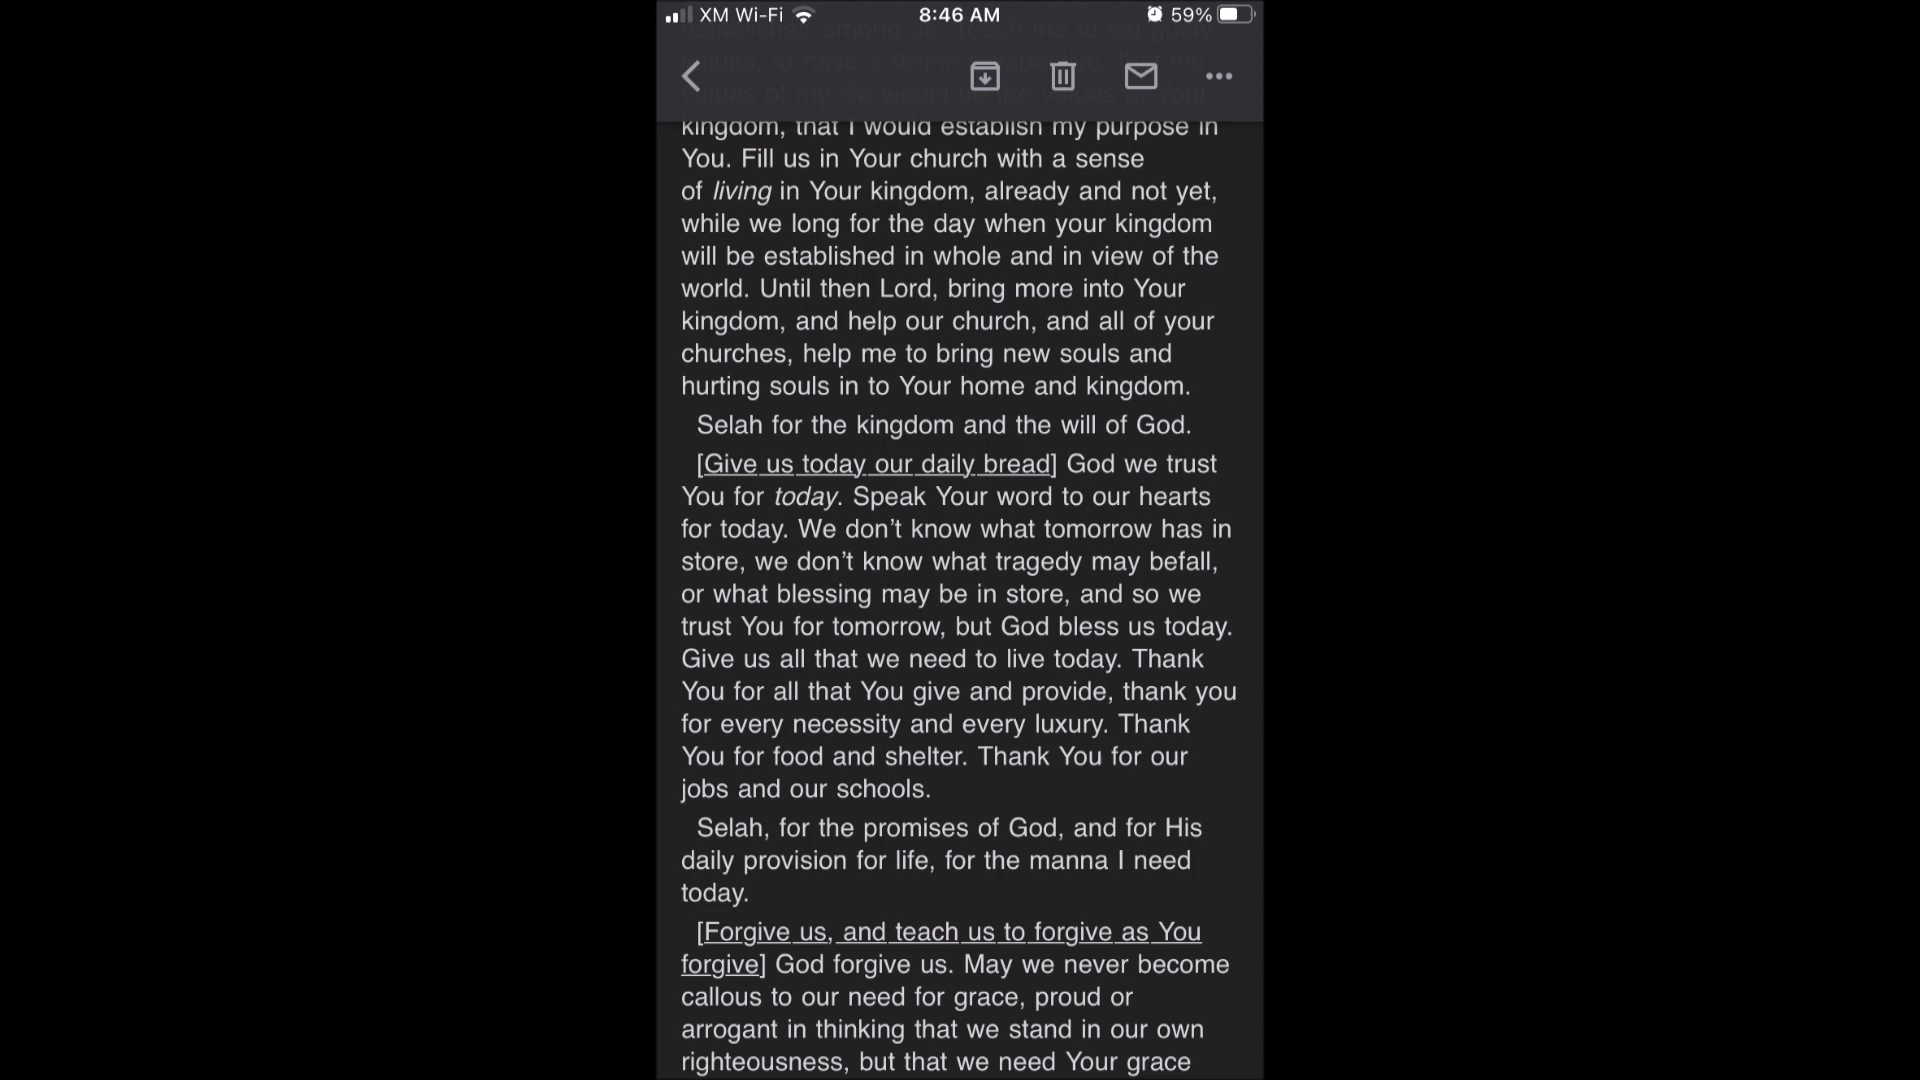 XM Wi-Fi 8:46 AM 59%
kingdom, that I would establish my purpose in
You. Fill us in Your church with a sense
of living in Your kingdom, already and not yet,
while we long for the day when your kingdom
will be established in whole and in view of the
world. Until then Lord, bring more into Your
kingdom, and help our church, and all of your
churches, help me to bring new souls and
hurting souls in to Your home and kingdom.
Selah for the kingdom and the will of God.
[Give us today our daily bread] God we trust
You for today. Speak Your word to our hearts
for today. We don’t know what tomorrow has in
store, we don’t know what tragedy may befall,
or what blessing may be in store, and so we
trust You for tomorrow, but God bless us today.
Give us all that we need to live today. Thank
You for all that You give and provide, thank you
for every necessity and every luxury. Thank
You for food and shelter. Thank You for our
jobs and our schools.
Selah, for the promises of God, and for His
daily provision for life, for the manna I need
today.
[Forgive us, and teach us to forgive as You
forgive] God forgive us. May we never become
callous to our need for grace, proud or
arrogant in thinking that we stand in our own
righteousness, but that we need Your grace